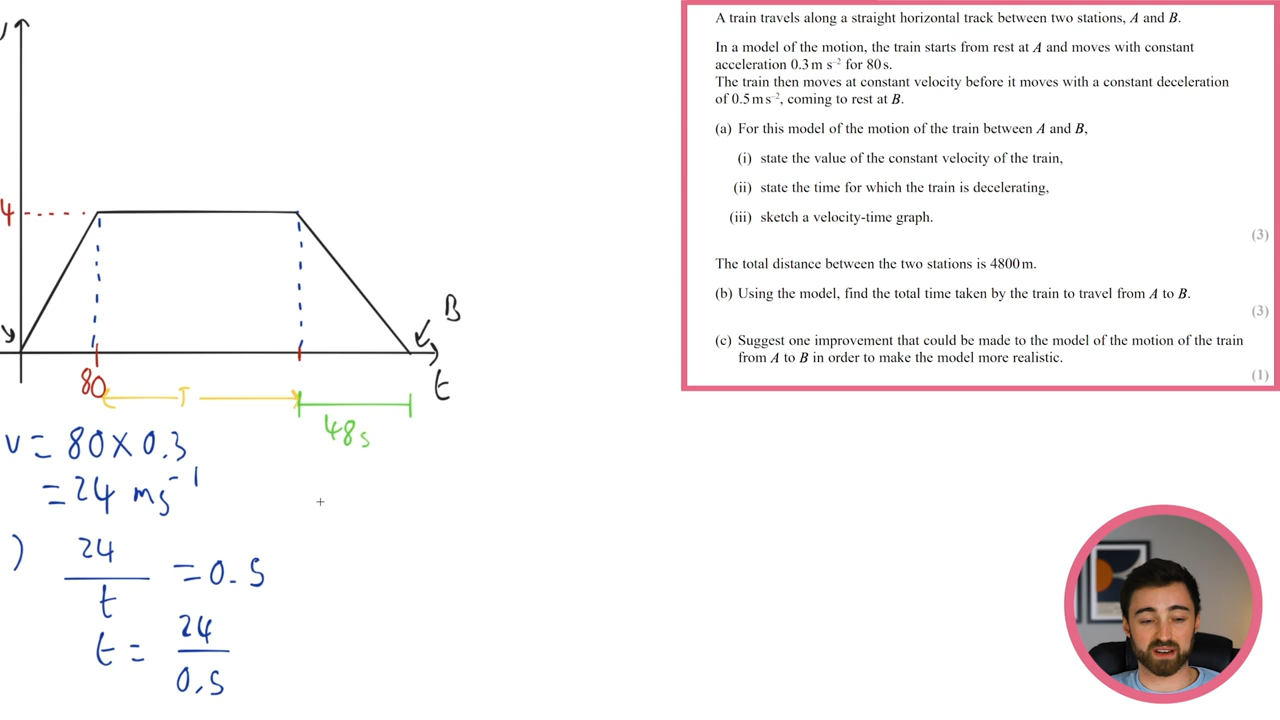 A train travels along a straight horizontal track between two stations, A and B.
In a model of the motion, the train starts from rest at A and moves with constant
acceleration 0.3 m s⁻² for 80 s.
The train then moves at constant velocity before it moves with a constant deceleration
of 0.5 m s⁻², coming to rest at B.
(a) For this model of the motion of the train between A and B,
(i) state the value of the constant velocity of the train,
(ii) state the time for which the train is decelerating,
(iii) sketch a velocity-time graph.
(3)
The total distance between the two stations is 4800 m.
(b) Using the model, find the total time taken by the train to travel from A to B.
(3)
(c) Suggest one improvement that could be made to the model of the motion of the train
from A to B in order to make the model more realistic.
(1)
4
B
80
T
t
48s
v = 80 × 0.3
= 24 ms⁻¹
) 24/t = 0.5
t = 24/0.5